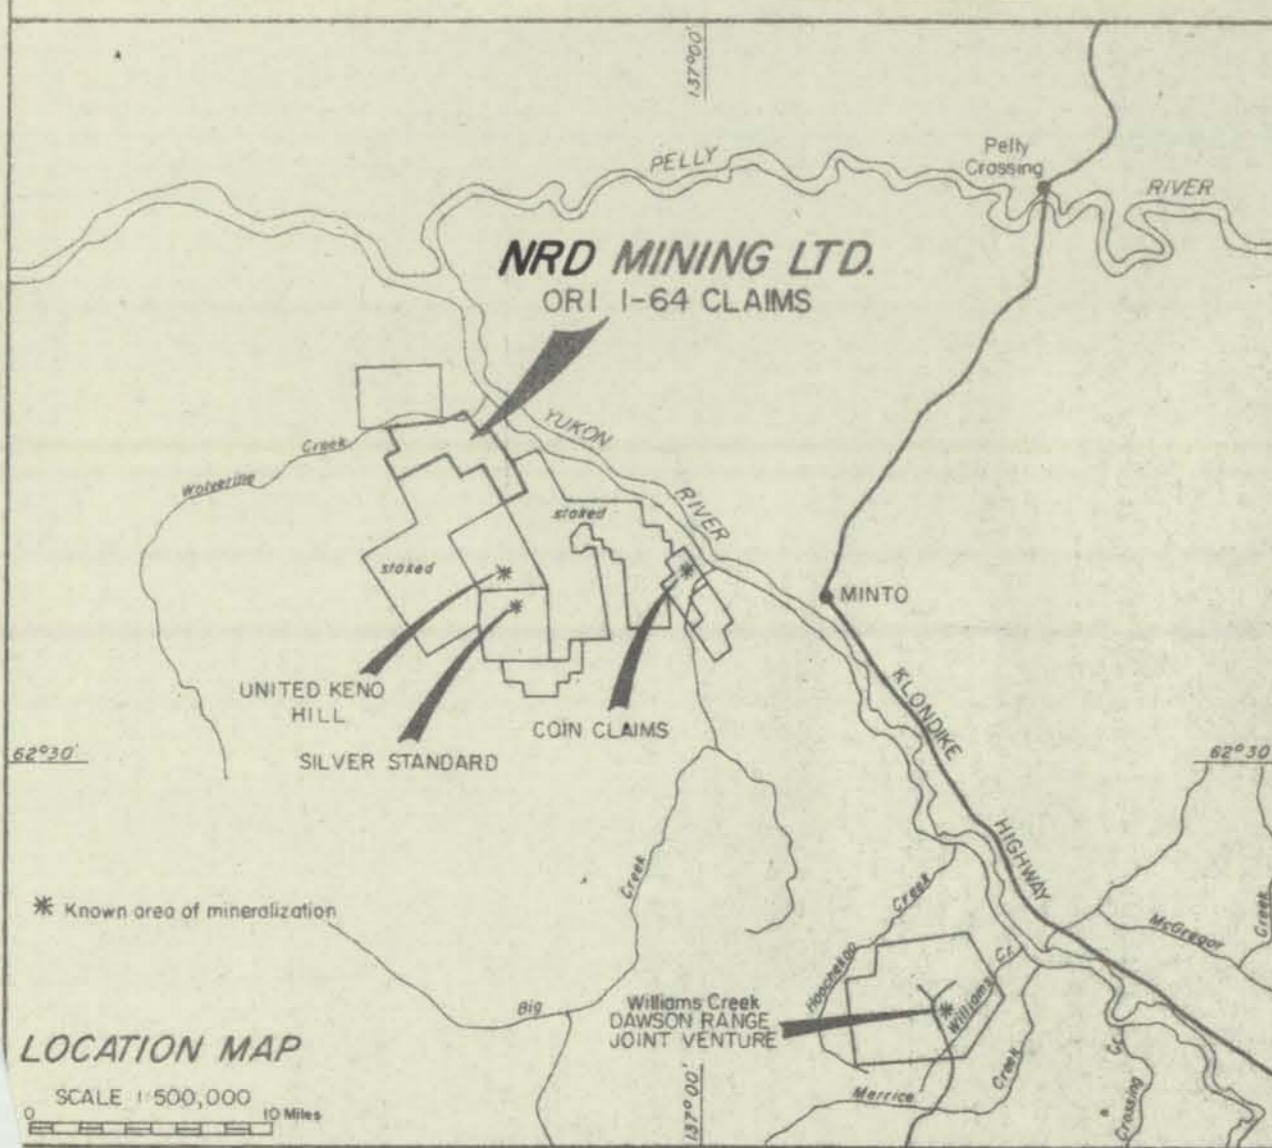 137°00'
Pelly
Crossing
PELLY
RIVER
NRD MINING LTD.
ORI 1-64 CLAIMS
YUKON
RIVER
Creek
Wolverine
staked
staked
MINTO
UNITED KENO
HILL
COIN CLAIMS
SILVER STANDARD
KLONDIKE
HIGHWAY
62°30'
62°30
Creek
Creek
Creek
McGregor
* Known area of mineralization
Hoochekoo
Cr.
Williams
Big
Williams Creek
DAWSON RANGE
JOINT VENTURE
LOCATION MAP
SCALE 1:500,000
0 10 Miles
137°00'
Merrice
Creek
Cr.
Crossing